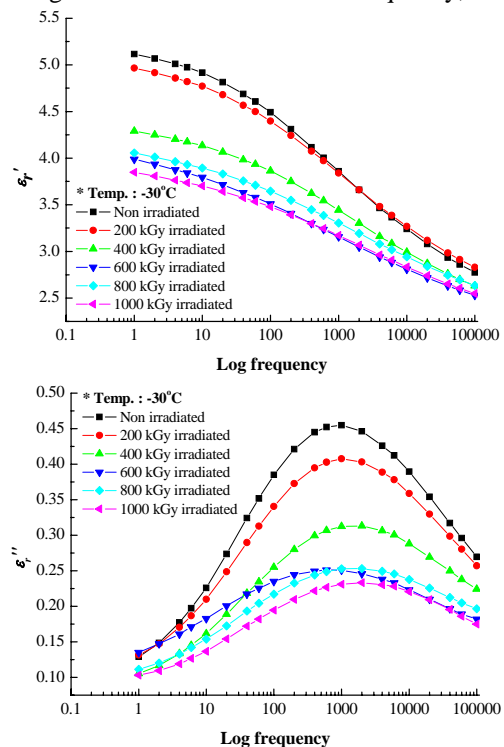 5.0
4.5
4.0
3.5
3.0
2.5
εr'
* Temp. : -30°C
Non irradiated
200 kGy irradiated
400 kGy irradiated
600 kGy irradiated
800 kGy irradiated
1000 kGy irradiated
0.1 1 10 100 1000 10000 100000
Log frequency
0.50
0.45
0.40
0.35
0.30
0.25
0.20
0.15
0.10
εr''
* Temp. : -30°C
Non irradiated
200 kGy irradiated
400 kGy irradiated
600 kGy irradiated
800 kGy irradiated
1000 kGy irradiated
0.1 1 10 100 1000 10000 100000
Log frequency